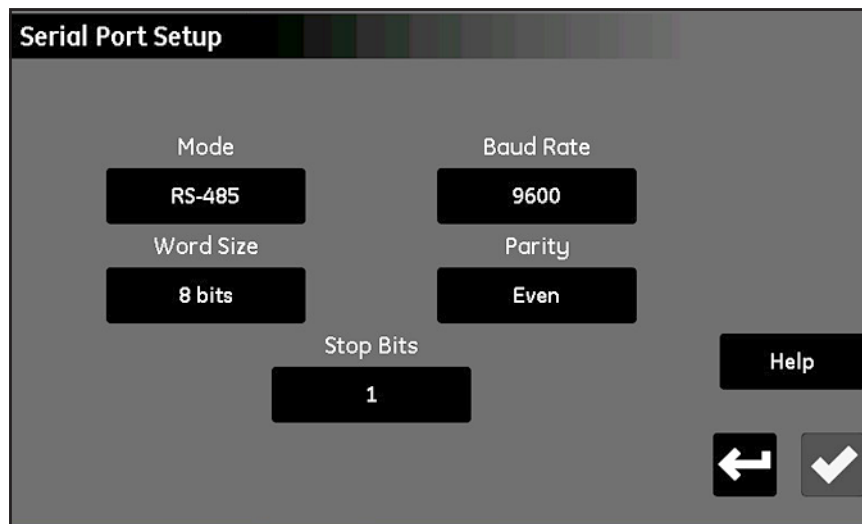 Serial Port Setup
Mode
Baud Rate
RS-485
9600
Word Size
Parity
8 bits
Even
Stop Bits
1
Help